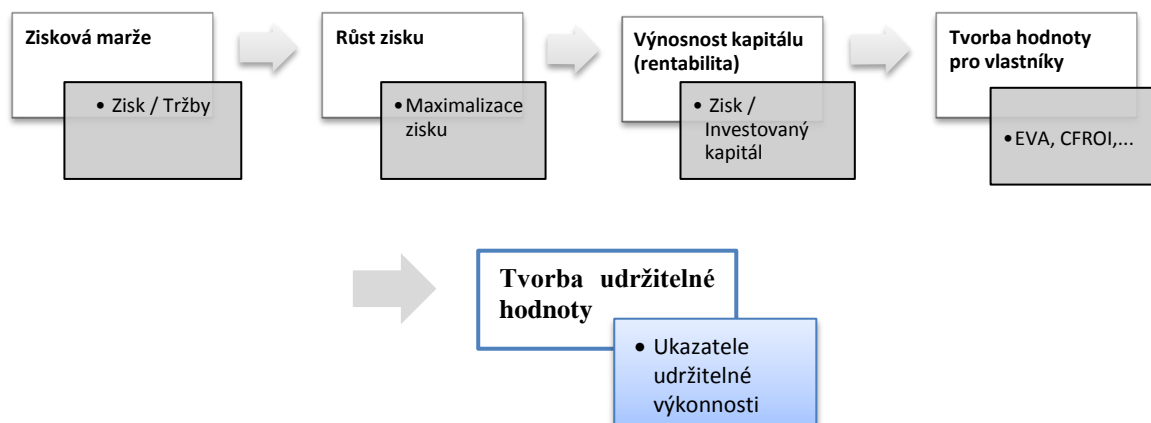 Zisková marže
• Zisk / Tržby
Růst zisku
•Maximalizace
zisku
Výnosnost kapitálu
(rentabilita)
• Zisk /
Investovaný
kapitál
Tvorba hodnoty
pro vlastníky
•EVA, CFROI,...
Tvorba udržitelné
hodnoty
• Ukazatele
udržitelné
výkonnosti